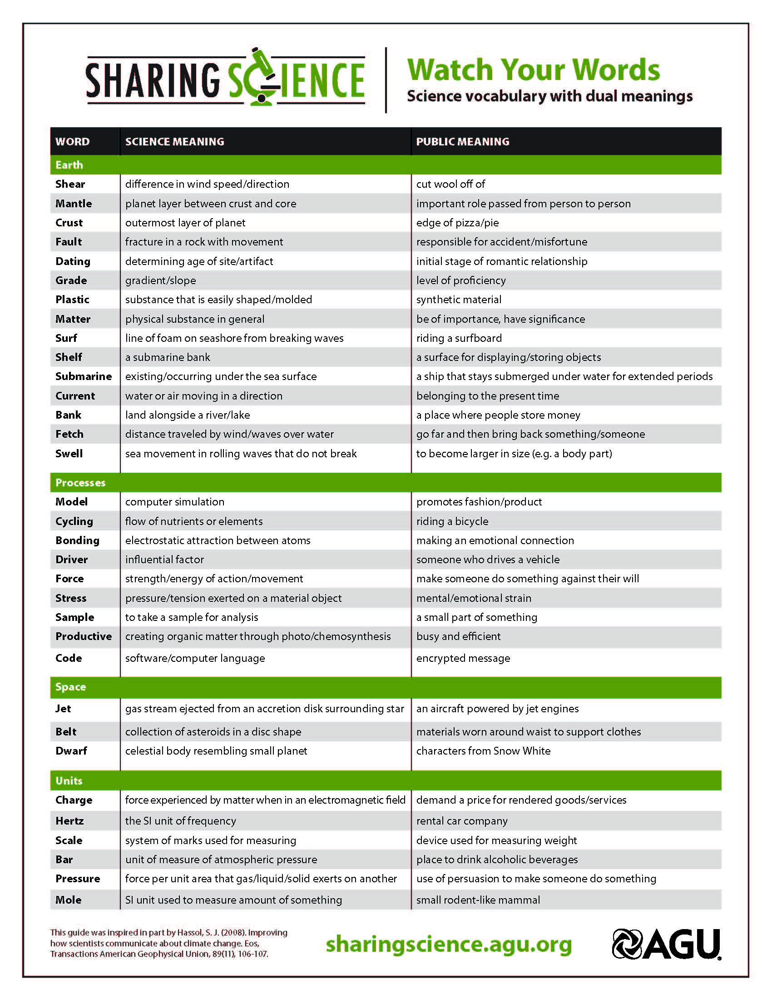 SHARING SCIENCE
Watch Your Words
Science vocabulary with dual meanings
WORD SCIENCE MEANING PUBLIC MEANING
Earth
Shear difference in wind speed/direction cut wool off of
Mantle planet layer between crust and core important role passed from person to person
Crust outermost layer of planet edge of pizza/pie
Fault fracture in a rock with movement responsible for accident/misfortune
Dating determining age of site/artifact initial stage of romantic relationship
Grade gradient/slope level of proficiency
Plastic substance that is easily shaped/molded synthetic material
Matter physical substance in general be of importance, have significance
Surf line of foam on seashore from breaking waves riding a surfboard
Shelf a submarine bank a surface for displaying/storing objects
Submarine existing/occurring under the sea surface a ship that stays submerged under water for extended periods
Current water or air moving in a direction belonging to the present time
Bank land alongside a river/lake a place where people store money
Fetch distance traveled by wind/waves over water go far and then bring back something/someone
Swell sea movement in rolling waves that do not break to become larger in size (e.g. a body part)
Processes
Model computer simulation promotes fashion/product
Cycling flow of nutrients or elements riding a bicycle
Bonding electrostatic attraction between atoms making an emotional connection
Driver influential factor someone who drives a vehicle
Force strength/energy of action/movement make someone do something against their will
Stress pressure/tension exerted on a material object mental/emotional strain
Sample to take a sample for analysis a small part of something
Productive creating organic matter through photo/chemosynthesis busy and efficient
Code software/computer language encrypted message
Space
Jet gas stream ejected from an accretion disk surrounding star an aircraft powered by jet engines
Belt collection of asteroids in a disc shape materials worn around waist to support clothes
Dwarf celestial body resembling small planet characters from Snow White
Units
Charge force experienced by matter when in an electromagnetic field demand a price for rendered goods/services
Hertz the SI unit of frequency rental car company
Scale system of marks used for measuring device used for measuring weight
Bar unit of measure of atmospheric pressure place to drink alcoholic beverages
Pressure force per unit area that gas/liquid/solid exerts on another use of persuasion to make someone do something
Mole SI unit used to measure amount of something small rodent-like mammal
This guide was inspired in part by Hassol, S. J. (2008). Improving
how scientists communicate about climate change. Eos,
Transactions American Geophysical Union, 89(11), 106-107.
sharingscience.agu.org
AGU